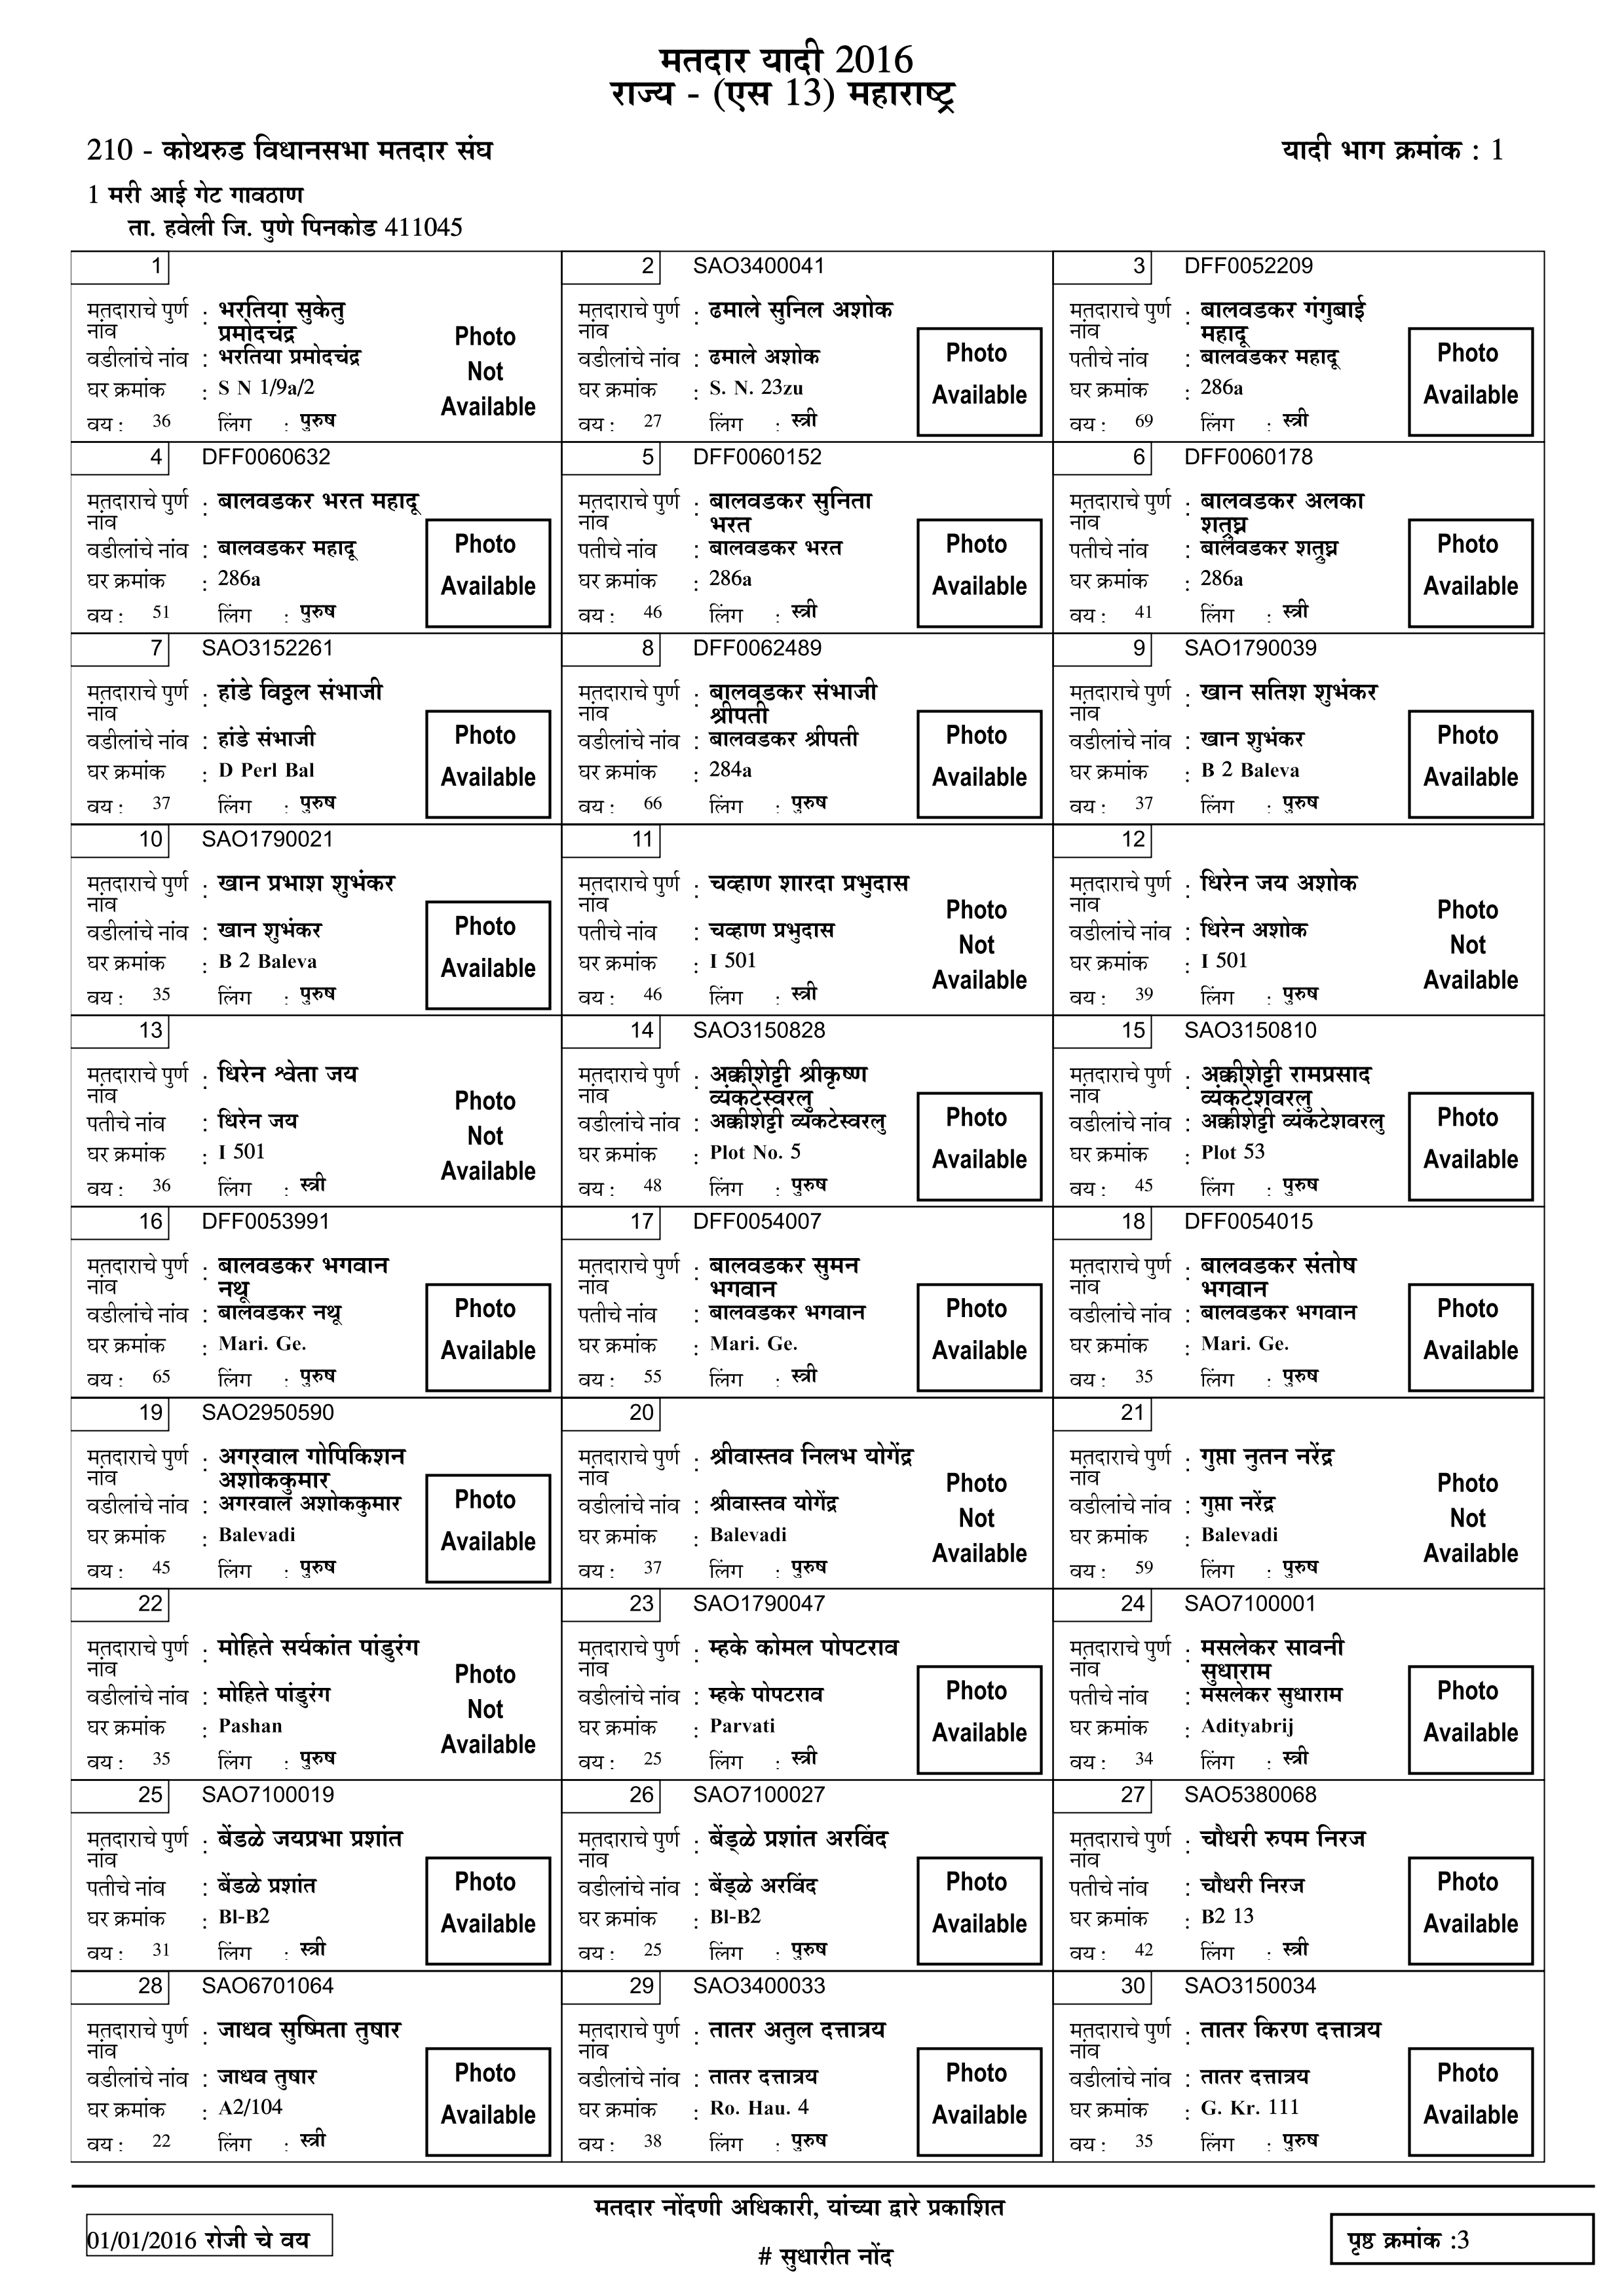 मतदार यादी 2016
राज्य - (एस 13) महाराष्ट्र
210 - कोथरुड विधानसभा मतदार संघ
यादी भाग क्रमांक : 1
1 मरी आई गेट गावठाण
ता. हवेली जि. पुणे पिनकोड 411045
1
मतदाराचे पुर्ण नांव : भरतिया सुकेतु
प्रमोदचंद्र
वडीलांचे नांव : भरतिया प्रमोदचंद्र
घर क्रमांक : S N 1/9a/2
वय : 36 लिंग : पुरुष
Photo
Not
Available
2 SAO3400041
मतदाराचे पुर्ण नांव : ढमाले सुनिल अशोक
वडीलांचे नांव : ढमाले अशोक
घर क्रमांक : S. N. 23zu
वय : 27 लिंग : स्त्री
Photo
Available
3 DFF0052209
मतदाराचे पुर्ण नांव : बालवडकर गंगुबाई
महादू
पतीचे नांव : बालवडकर महादू
घर क्रमांक : 286a
वय : 69 लिंग : स्त्री
Photo
Available
4 DFF0060632
मतदाराचे पुर्ण नांव : बालवडकर भरत महादू
वडीलांचे नांव : बालवडकर महादू
घर क्रमांक : 286a
वय : 51 लिंग : पुरुष
Photo
Available
5 DFF0060152
मतदाराचे पुर्ण नांव : बालवडकर सुनिता
भरत
पतीचे नांव : बालवडकर भरत
घर क्रमांक : 286a
वय : 46 लिंग : स्त्री
Photo
Available
6 DFF0060178
मतदाराचे पुर्ण नांव : बालवडकर अलका
शत्रुघ्न
पतीचे नांव : बालवडकर शत्रुघ्न
घर क्रमांक : 286a
वय : 41 लिंग : स्त्री
Photo
Available
7 SAO3152261
मतदाराचे पुर्ण नांव : हांडे विठ्ठल संभाजी
वडीलांचे नांव : हांडे संभाजी
घर क्रमांक : D Perl Bal
वय : 37 लिंग : पुरुष
Photo
Available
8 DFF0062489
मतदाराचे पुर्ण नांव : बालवडकर संभाजी
श्रीपती
वडीलांचे नांव : बालवडकर श्रीपती
घर क्रमांक : 284a
वय : 66 लिंग : पुरुष
Photo
Available
9 SAO1790039
मतदाराचे पुर्ण नांव : खान सतिश शुभंकर
वडीलांचे नांव : खान शुभंकर
घर क्रमांक : B 2 Baleva
वय : 37 लिंग : पुरुष
Photo
Available
10 SAO1790021
मतदाराचे पुर्ण नांव : खान प्रभाश शुभंकर
वडीलांचे नांव : खान शुभंकर
घर क्रमांक : B 2 Baleva
वय : 35 लिंग : पुरुष
Photo
Available
11
मतदाराचे पुर्ण नांव : चव्हाण शारदा प्रभुदास
पतीचे नांव : चव्हाण प्रभुदास
घर क्रमांक : I 501
वय : 46 लिंग : स्त्री
Photo
Not
Available
12
मतदाराचे पुर्ण नांव : धिरेन जय अशोक
वडीलांचे नांव : धिरेन अशोक
घर क्रमांक : I 501
वय : 39 लिंग : पुरुष
Photo
Not
Available
13
मतदाराचे पुर्ण नांव : धिरेन श्वेता जय
पतीचे नांव : धिरेन जय
घर क्रमांक : I 501
वय : 36 लिंग : स्त्री
Photo
Not
Available
14 SAO3150828
मतदाराचे पुर्ण नांव : अक्कीशेट्टी श्रीकृष्ण
व्यंकटेस्वरलु
वडीलांचे नांव : अक्कीशेट्टी व्यंकटेस्वरलु
घर क्रमांक : Plot No. 5
वय : 48 लिंग : पुरुष
Photo
Available
15 SAO3150810
मतदाराचे पुर्ण नांव : अक्कीशेट्टी रामप्रसाद
व्यंकटेशवरलु
वडीलांचे नांव : अक्कीशेट्टी व्यंकटेशवरलु
घर क्रमांक : Plot 53
वय : 45 लिंग : पुरुष
Photo
Available
16 DFF0053991
मतदाराचे पुर्ण नांव : बालवडकर भगवान
नथू
वडीलांचे नांव : बालवडकर नथू
घर क्रमांक : Mari. Ge.
वय : 65 लिंग : पुरुष
Photo
Available
17 DFF0054007
मतदाराचे पुर्ण नांव : बालवडकर सुमन
भगवान
पतीचे नांव : बालवडकर भगवान
घर क्रमांक : Mari. Ge.
वय : 55 लिंग : स्त्री
Photo
Available
18 DFF0054015
मतदाराचे पुर्ण नांव : बालवडकर संतोष
भगवान
वडीलांचे नांव : बालवडकर भगवान
घर क्रमांक : Mari. Ge.
वय : 35 लिंग : पुरुष
Photo
Available
19 SAO2950590
मतदाराचे पुर्ण नांव : अगरवाल गोपिकिशन
अशोककुमार
वडीलांचे नांव : अगरवाल अशोककुमार
घर क्रमांक : Balevadi
वय : 45 लिंग : पुरुष
Photo
Available
20
मतदाराचे पुर्ण नांव : श्रीवास्तव निलभ योगेंद्र
वडीलांचे नांव : श्रीवास्तव योगेंद्र
घर क्रमांक : Balevadi
वय : 37 लिंग : पुरुष
Photo
Not
Available
21
मतदाराचे पुर्ण नांव : गुप्ता नुतन नरेंद्र
वडीलांचे नांव : गुप्ता नरेंद्र
घर क्रमांक : Balevadi
वय : 59 लिंग : पुरुष
Photo
Not
Available
22
मतदाराचे पुर्ण नांव : मोहिते सर्यकांत पांडुरंग
वडीलांचे नांव : मोहिते पांडुरंग
घर क्रमांक : Pashan
वय : 35 लिंग : पुरुष
Photo
Not
Available
23 SAO1790047
मतदाराचे पुर्ण नांव : म्हके कोमल पोपटराव
वडीलांचे नांव : म्हके पोपटराव
घर क्रमांक : Parvati
वय : 25 लिंग : स्त्री
Photo
Available
24 SAO7100001
मतदाराचे पुर्ण नांव : मसलेकर सावनी
सुधाराम
पतीचे नांव : मसलेकर सुधाराम
घर क्रमांक : Adityabrij
वय : 34 लिंग : स्त्री
Photo
Available
25 SAO7100019
मतदाराचे पुर्ण नांव : बेंडळे जयप्रभा प्रशांत
पतीचे नांव : बेंडळे प्रशांत
घर क्रमांक : Bl-B2
वय : 31 लिंग : स्त्री
Photo
Available
26 SAO7100027
मतदाराचे पुर्ण नांव : बेंड्ळे प्रशांत अरविंद
वडीलांचे नांव : बेंड्ळे अरविंद
घर क्रमांक : Bl-B2
वय : 25 लिंग : पुरुष
Photo
Available
27 SAO5380068
मतदाराचे पुर्ण नांव : चौधरी रुपम निरज
पतीचे नांव : चौधरी निरज
घर क्रमांक : B2 13
वय : 42 लिंग : स्त्री
Photo
Available
28 SAO6701064
मतदाराचे पुर्ण नांव : जाधव सुष्मिता तुषार
वडीलांचे नांव : जाधव तुषार
घर क्रमांक : A2/104
वय : 22 लिंग : स्त्री
Photo
Available
29 SAO3400033
मतदाराचे पुर्ण नांव : तातर अतुल दत्तात्रय
वडीलांचे नांव : तातर दत्तात्रय
घर क्रमांक : Ro. Hau. 4
वय : 38 लिंग : पुरुष
Photo
Available
30 SAO3150034
मतदाराचे पुर्ण नांव : तातर किरण दत्तात्रय
वडीलांचे नांव : तातर दत्तात्रय
घर क्रमांक : G. Kr. 111
वय : 35 लिंग : पुरुष
Photo
Available
मतदार नोंदणी अधिकारी, यांच्या द्वारे प्रकाशित
01/01/2016 रोजी चे वय
# सुधारीत नोंद
पृष्ठ क्रमांक :3